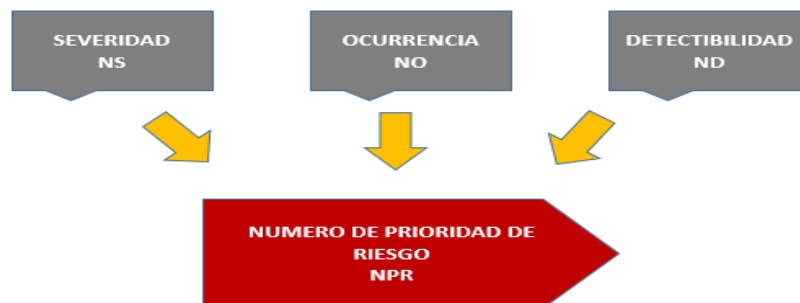 SEVERIDAD
NS
OCURRENCIA
NO
DETECTIBILIDAD
ND
NUMERO DE PRIORIDAD DE
RIESGO
NPR